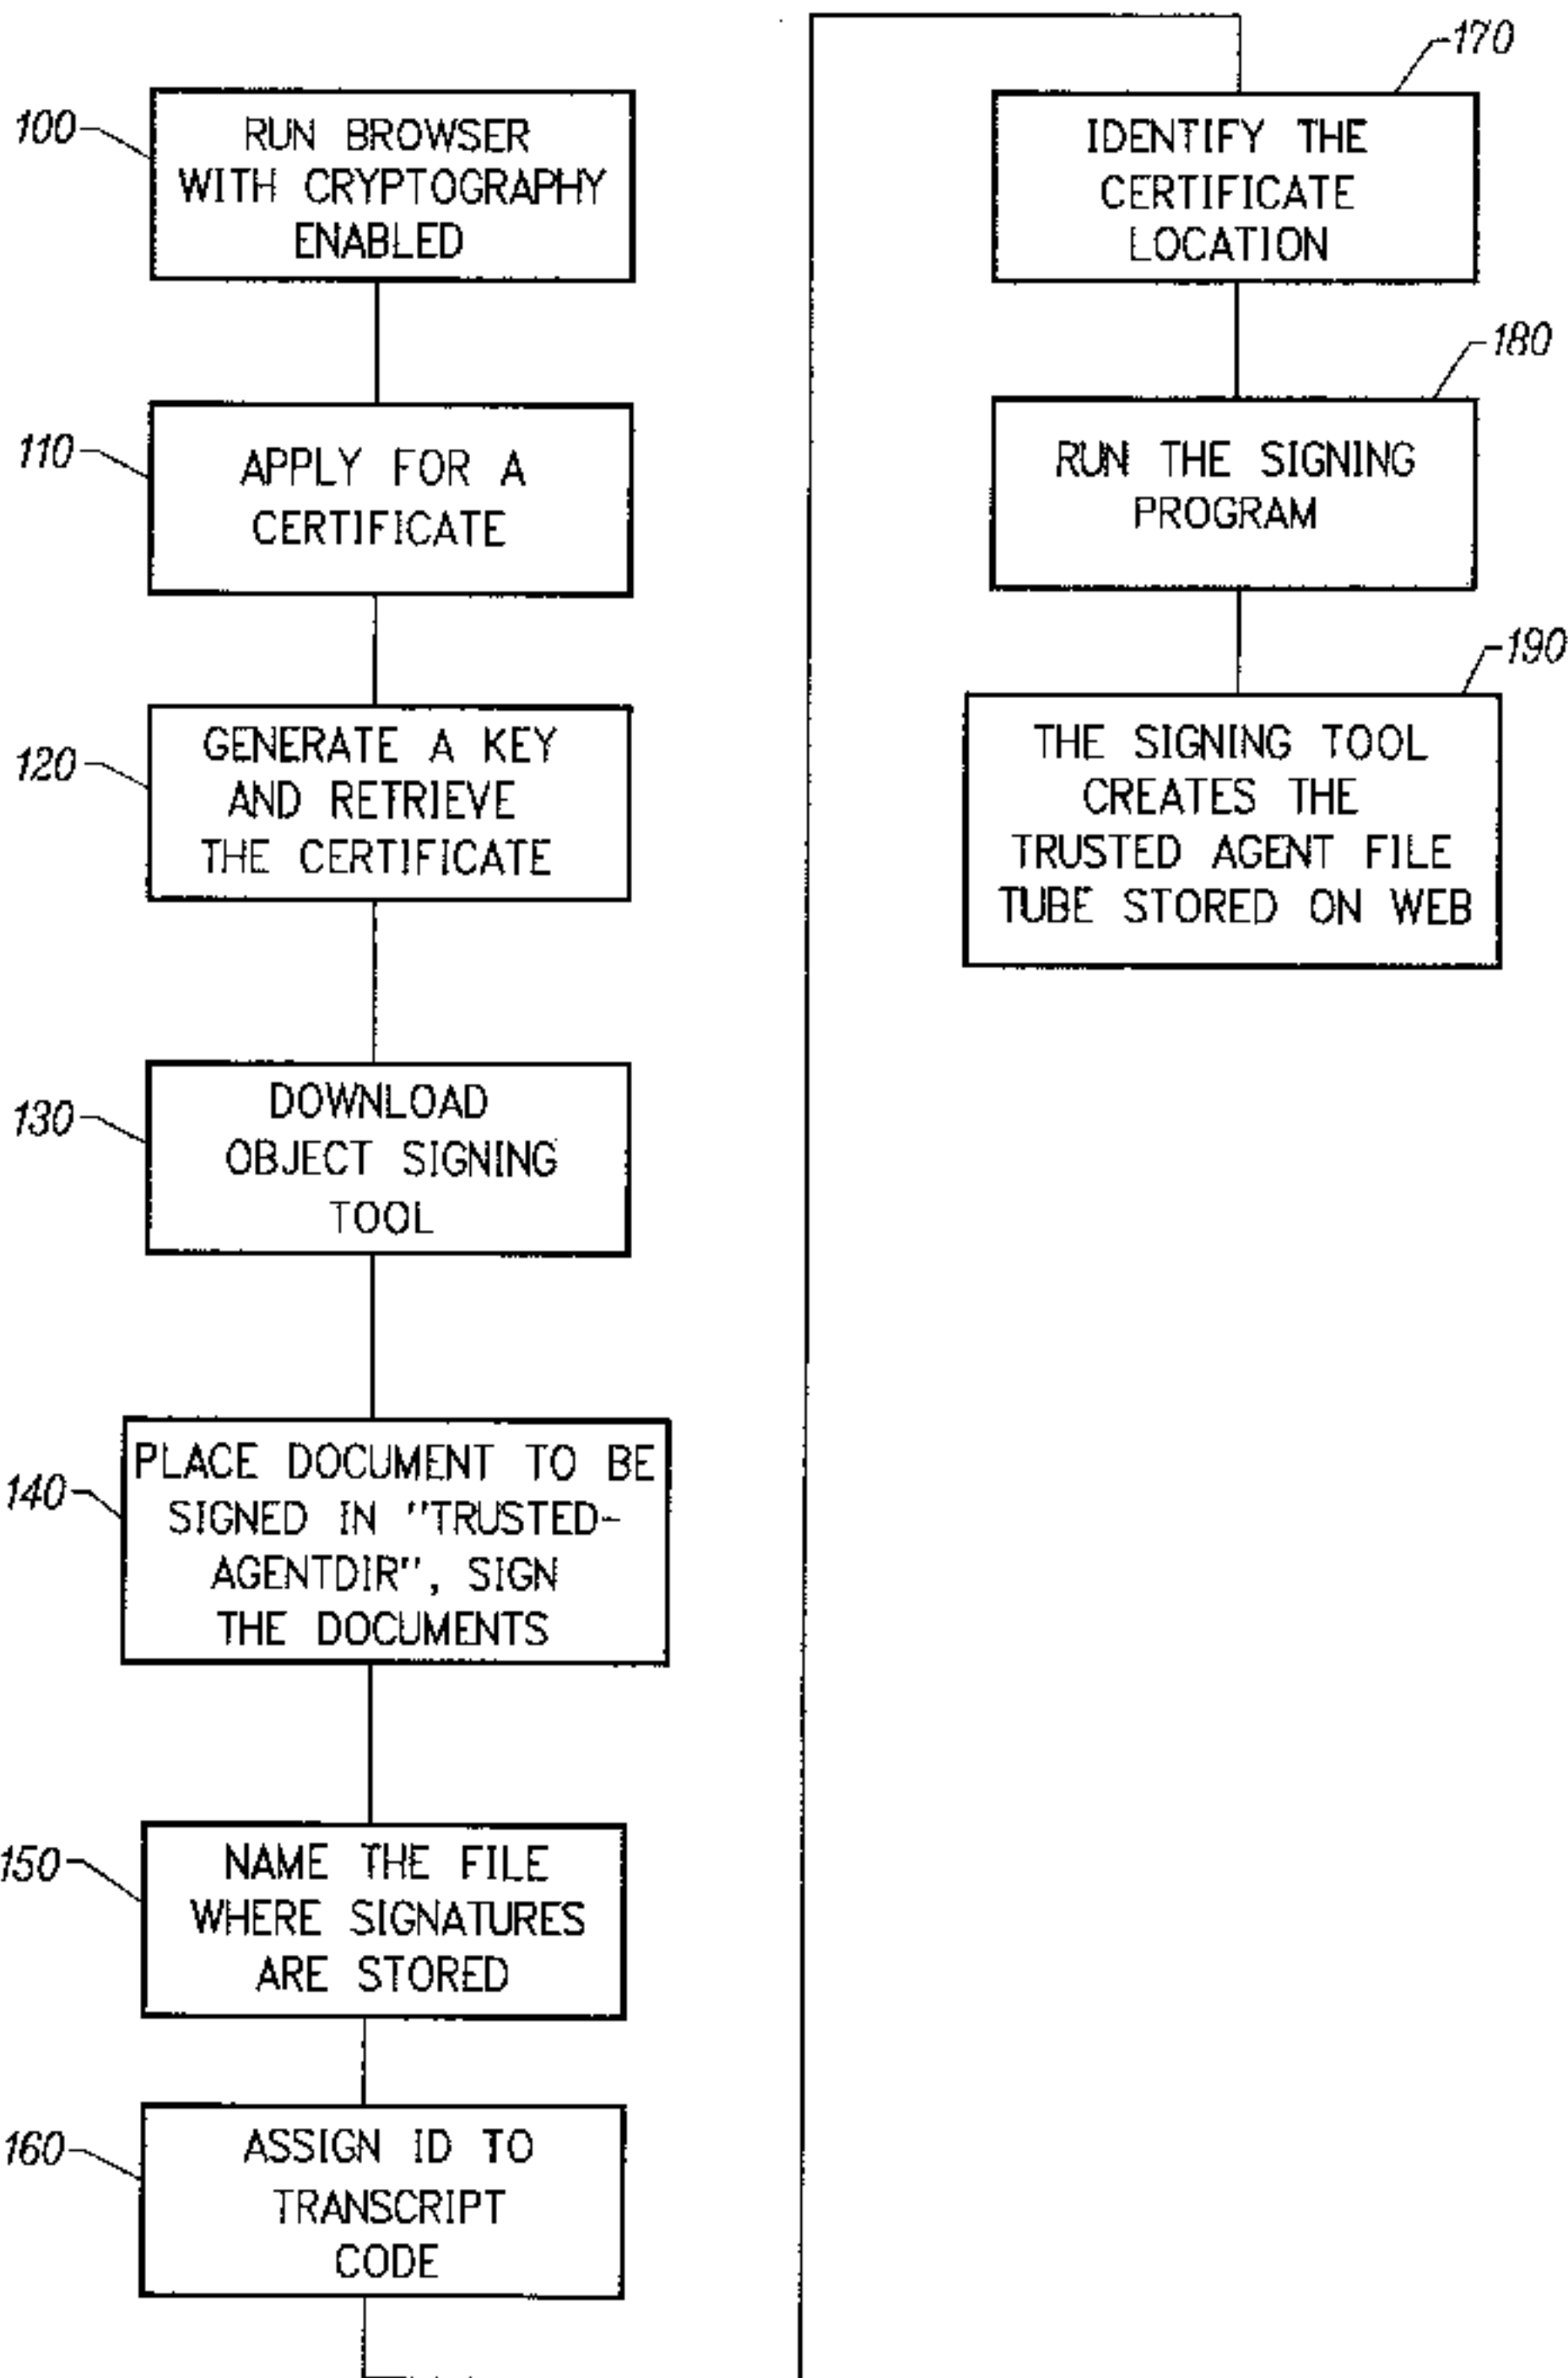 100
RUN BROWSER
WITH CRYPTOGRAPHY
ENABLED
110
APPLY FOR A
CERTIFICATE
120
GENERATE A KEY
AND RETRIEVE
THE CERTIFICATE
130
DOWNLOAD
OBJECT SIGNING
TOOL
140
PLACE DOCUMENT TO BE
SIGNED IN "TRUSTED-
AGENTDIR", SIGN
THE DOCUMENTS
150
NAME THE FILE
WHERE SIGNATURES
ARE STORED
160
ASSIGN ID TO
TRANSCRIPT
CODE
170
IDENTIFY THE
CERTIFICATE
LOCATION
180
RUN THE SIGNING
PROGRAM
190
THE SIGNING TOOL
CREATES THE
TRUSTED AGENT FILE
TUBE STORED ON WEB